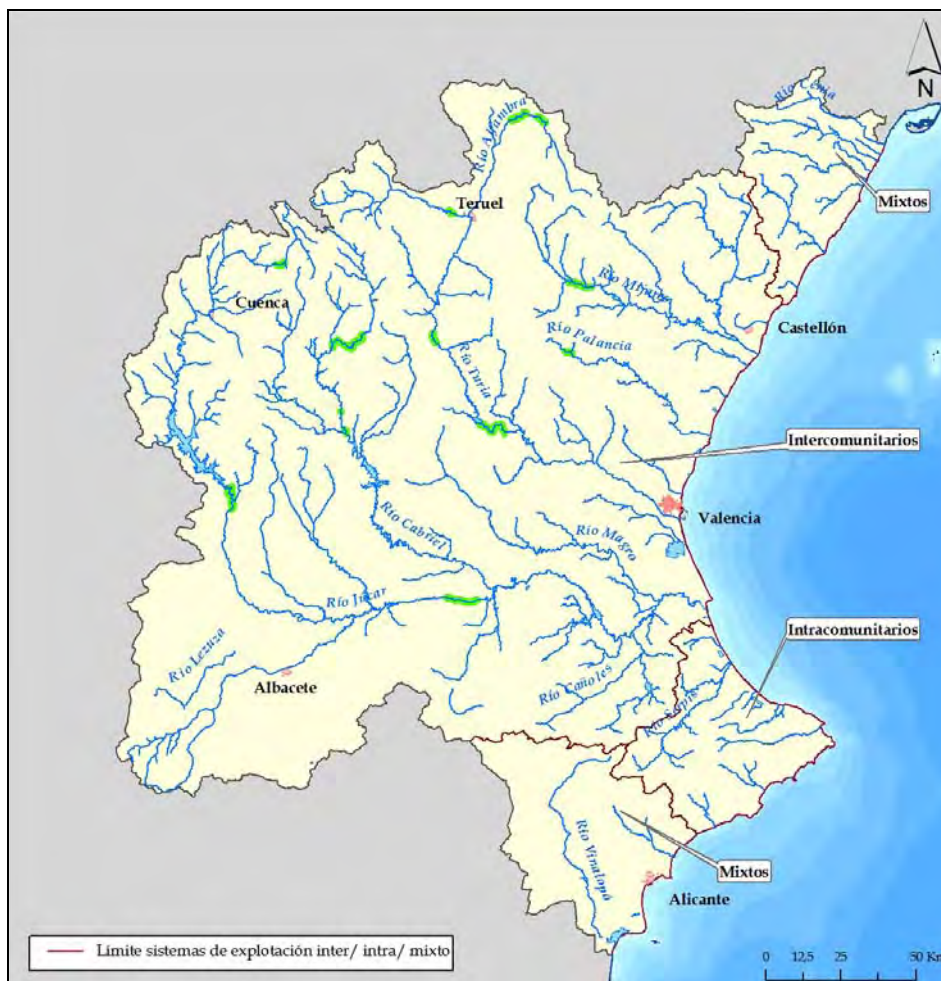 N
Río Cenia
Mixtos
Río Alfambra
Teruel
Cuenca
Río Mijares
Castellón
Río Palancia
Río Turia
Intercomunitarios
Valencia
Río Cabriel
Río Magro
Río Júcar
Intracomunitarios
Río Lezuza
Albacete
Río Cañoles
Río Serpis
Río Vinalopó
Mixtos
Alicante
Límite sistemas de explotación inter/ intra/ mixto
0 12,5 25 50 Km